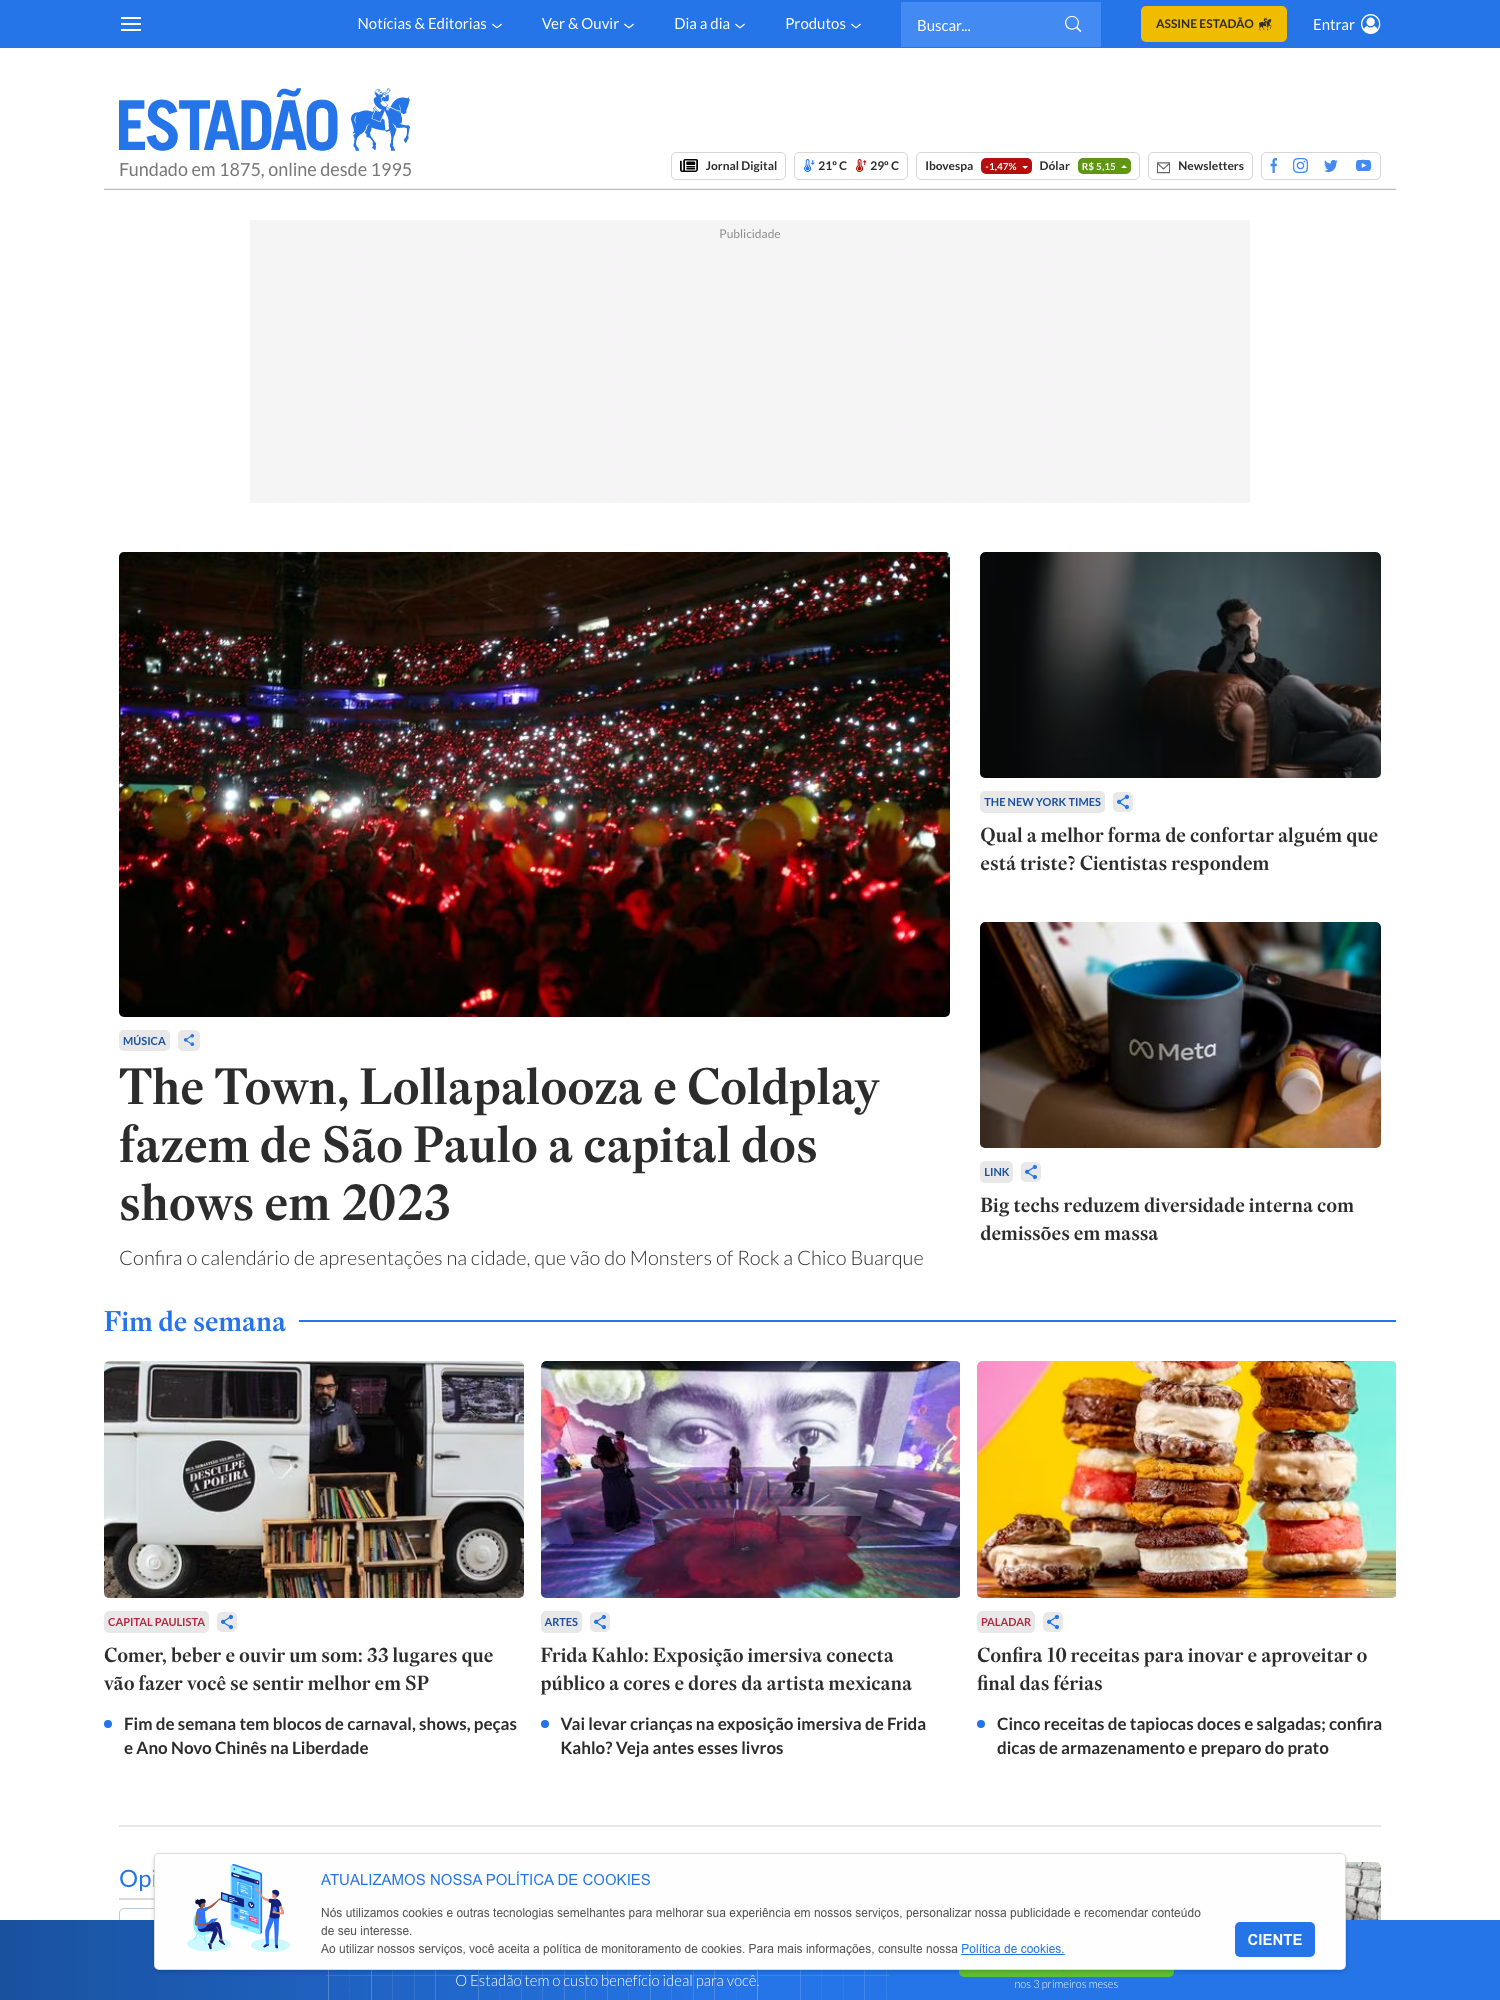 Notícias & Editorias
Ver & Ouvir
Dia a dia
Produtos
Buscar...
ASSINE ESTADÃO
Entrar
ESTADÃO
Fundado em 1875, online desde 1995
Jornal Digital
21º C 29º C
Ibovespa -1,47% Dólar R$ 5,15
Newsletters
Publicidade
MÚSICA
The Town, Lollapalooza e Coldplay
fazem de São Paulo a capital dos
shows em 2023
Confira o calendário de apresentações na cidade, que vão do Monsters of Rock a Chico Buarque
THE NEW YORK TIMES
Qual a melhor forma de confortar alguém que
está triste? Cientistas respondem
Meta
LINK
Big techs reduzem diversidade interna com
demissões em massa
Fim de semana
DESCULPE
A POEIRA
CAPITAL PAULISTA
Comer, beber e ouvir um som: 33 lugares que
vão fazer você se sentir melhor em SP
Fim de semana tem blocos de carnaval, shows, peças
e Ano Novo Chinês na Liberdade
ARTES
Frida Kahlo: Exposição imersiva conecta
público a cores e dores da artista mexicana
Vai levar crianças na exposição imersiva de Frida
Kahlo? Veja antes esses livros
PALADAR
Confira 10 receitas para inovar e aproveitar o
final das férias
Cinco receitas de tapiocas doces e salgadas; confira
dicas de armazenamento e preparo do prato
ATUALIZAMOS NOSSA POLÍTICA DE COOKIES
Nós utilizamos cookies e outras tecnologias semelhantes para melhorar sua experiência em nossos serviços, personalizar nossa publicidade e recomendar conteúdo
de seu interesse.
Ao utilizar nossos serviços, você aceita a política de monitoramento de cookies. Para mais informações, consulte nossa Política de cookies.
CIENTE
O Estadão tem o custo benefício ideal para você.
nos 3 primeiros meses